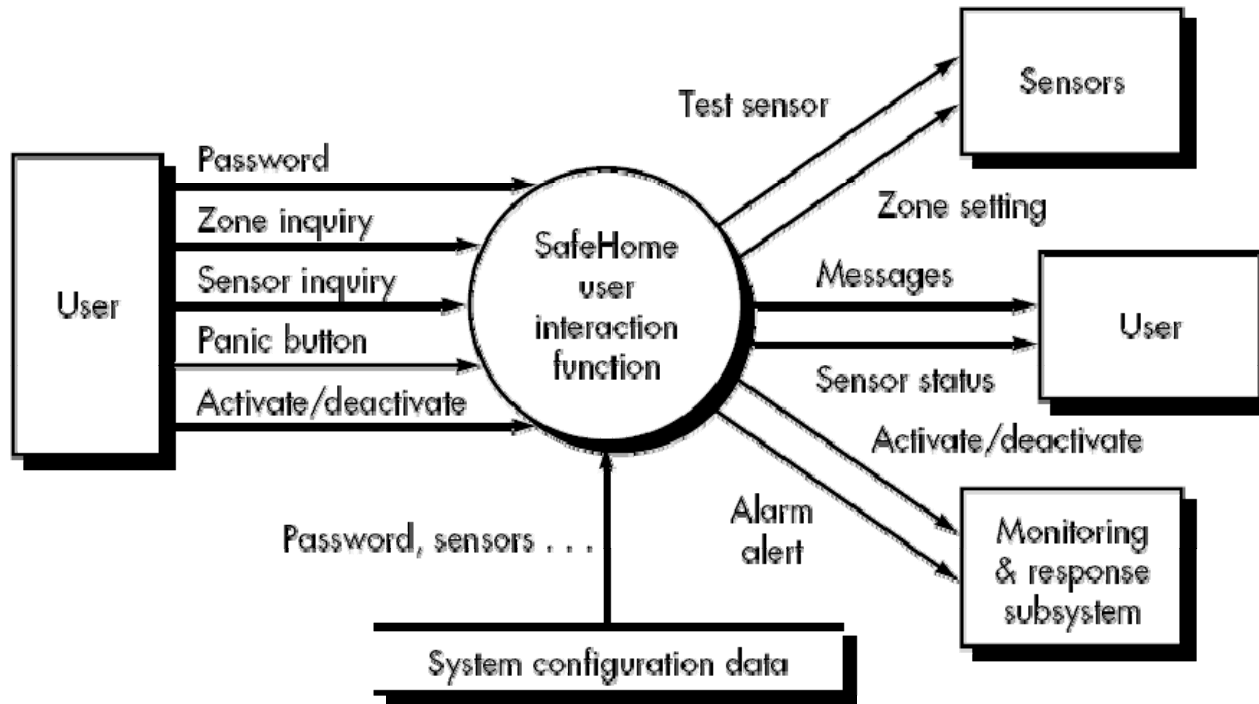 Sensors
Test sensor
Password
Zone setting
Zone inquiry
SafeHome
user
interaction
function
Sensor inquiry
Messages
User
User
Panic button
Sensor status
Activate/deactivate
Activate/deactivate
Alarm
alert
Password, sensors . . .
Monitoring
& response
subsystem
System configuration data